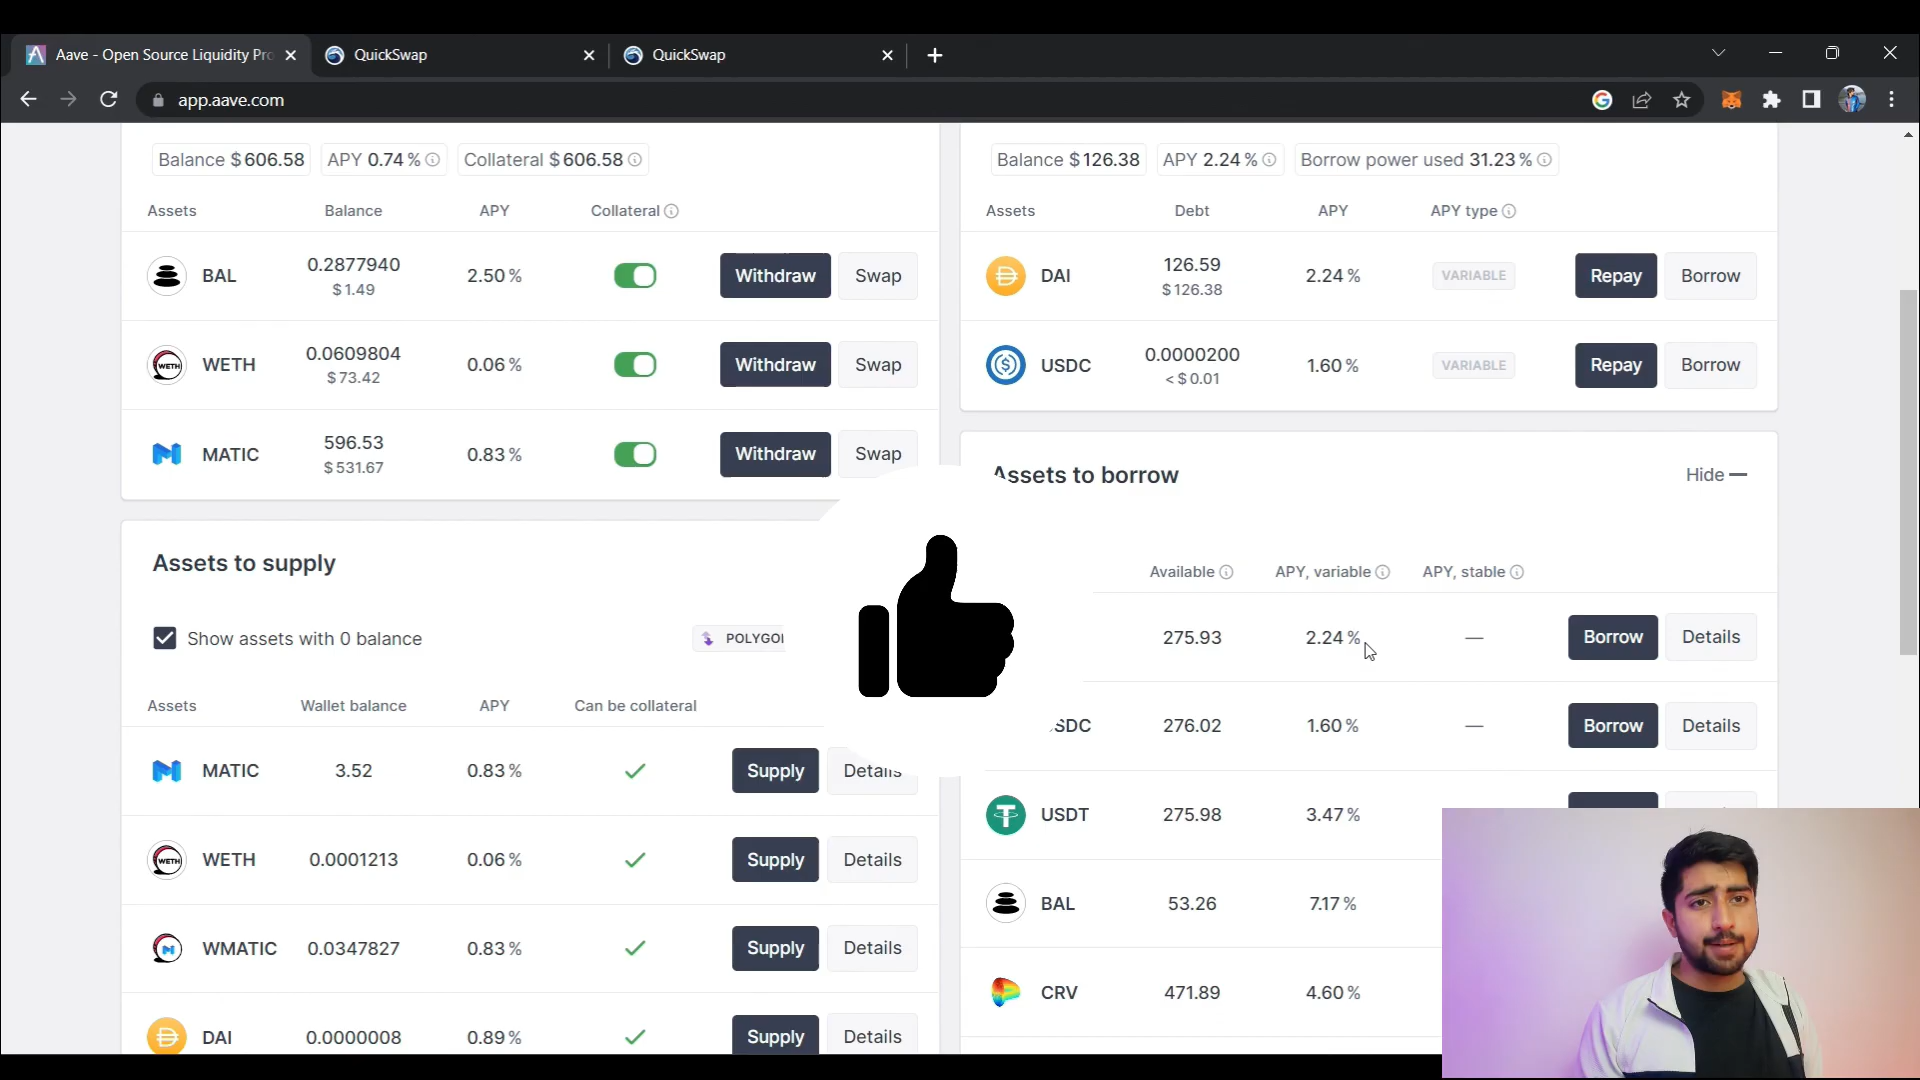 Aave - Open Source Liquidity Pro
QuickSwap
QuickSwap
app.aave.com
Balance $ 606.58
APY 0.74 %
Collateral $ 606.58
Assets
Balance
APY
Collateral
BAL
0.2877940
$ 1.49
2.50 %
Withdraw
Swap
WETH
0.0609804
$ 73.42
0.06 %
Withdraw
Swap
MATIC
596.53
$ 531.67
0.83 %
Withdraw
Swap
Assets to supply
Show assets with 0 balance
Assets
Wallet balance
APY
Can be collateral
MATIC
3.52
0.83 %
Supply
Details
WETH
0.0001213
0.06 %
Supply
Details
WMATIC
0.0347827
0.83 %
Supply
Details
DAI
0.0000008
0.89 %
Supply
Details
Balance $ 126.38
APY 2.24 %
Borrow power used 31.23 %
Assets
Debt
APY
APY type
DAI
126.59
$ 126.38
2.24 %
VARIABLE
Repay
Borrow
USDC
0.0000200
< $ 0.01
1.60 %
VARIABLE
Repay
Borrow
Assets to borrow
Hide —
Available
APY, variable
APY, stable
275.93
2.24 %
—
Borrow
Details
SDC
276.02
1.60 %
—
Borrow
Details
USDT
275.98
3.47 %
BAL
53.26
7.17 %
CRV
471.89
4.60 %
WETH
WETH